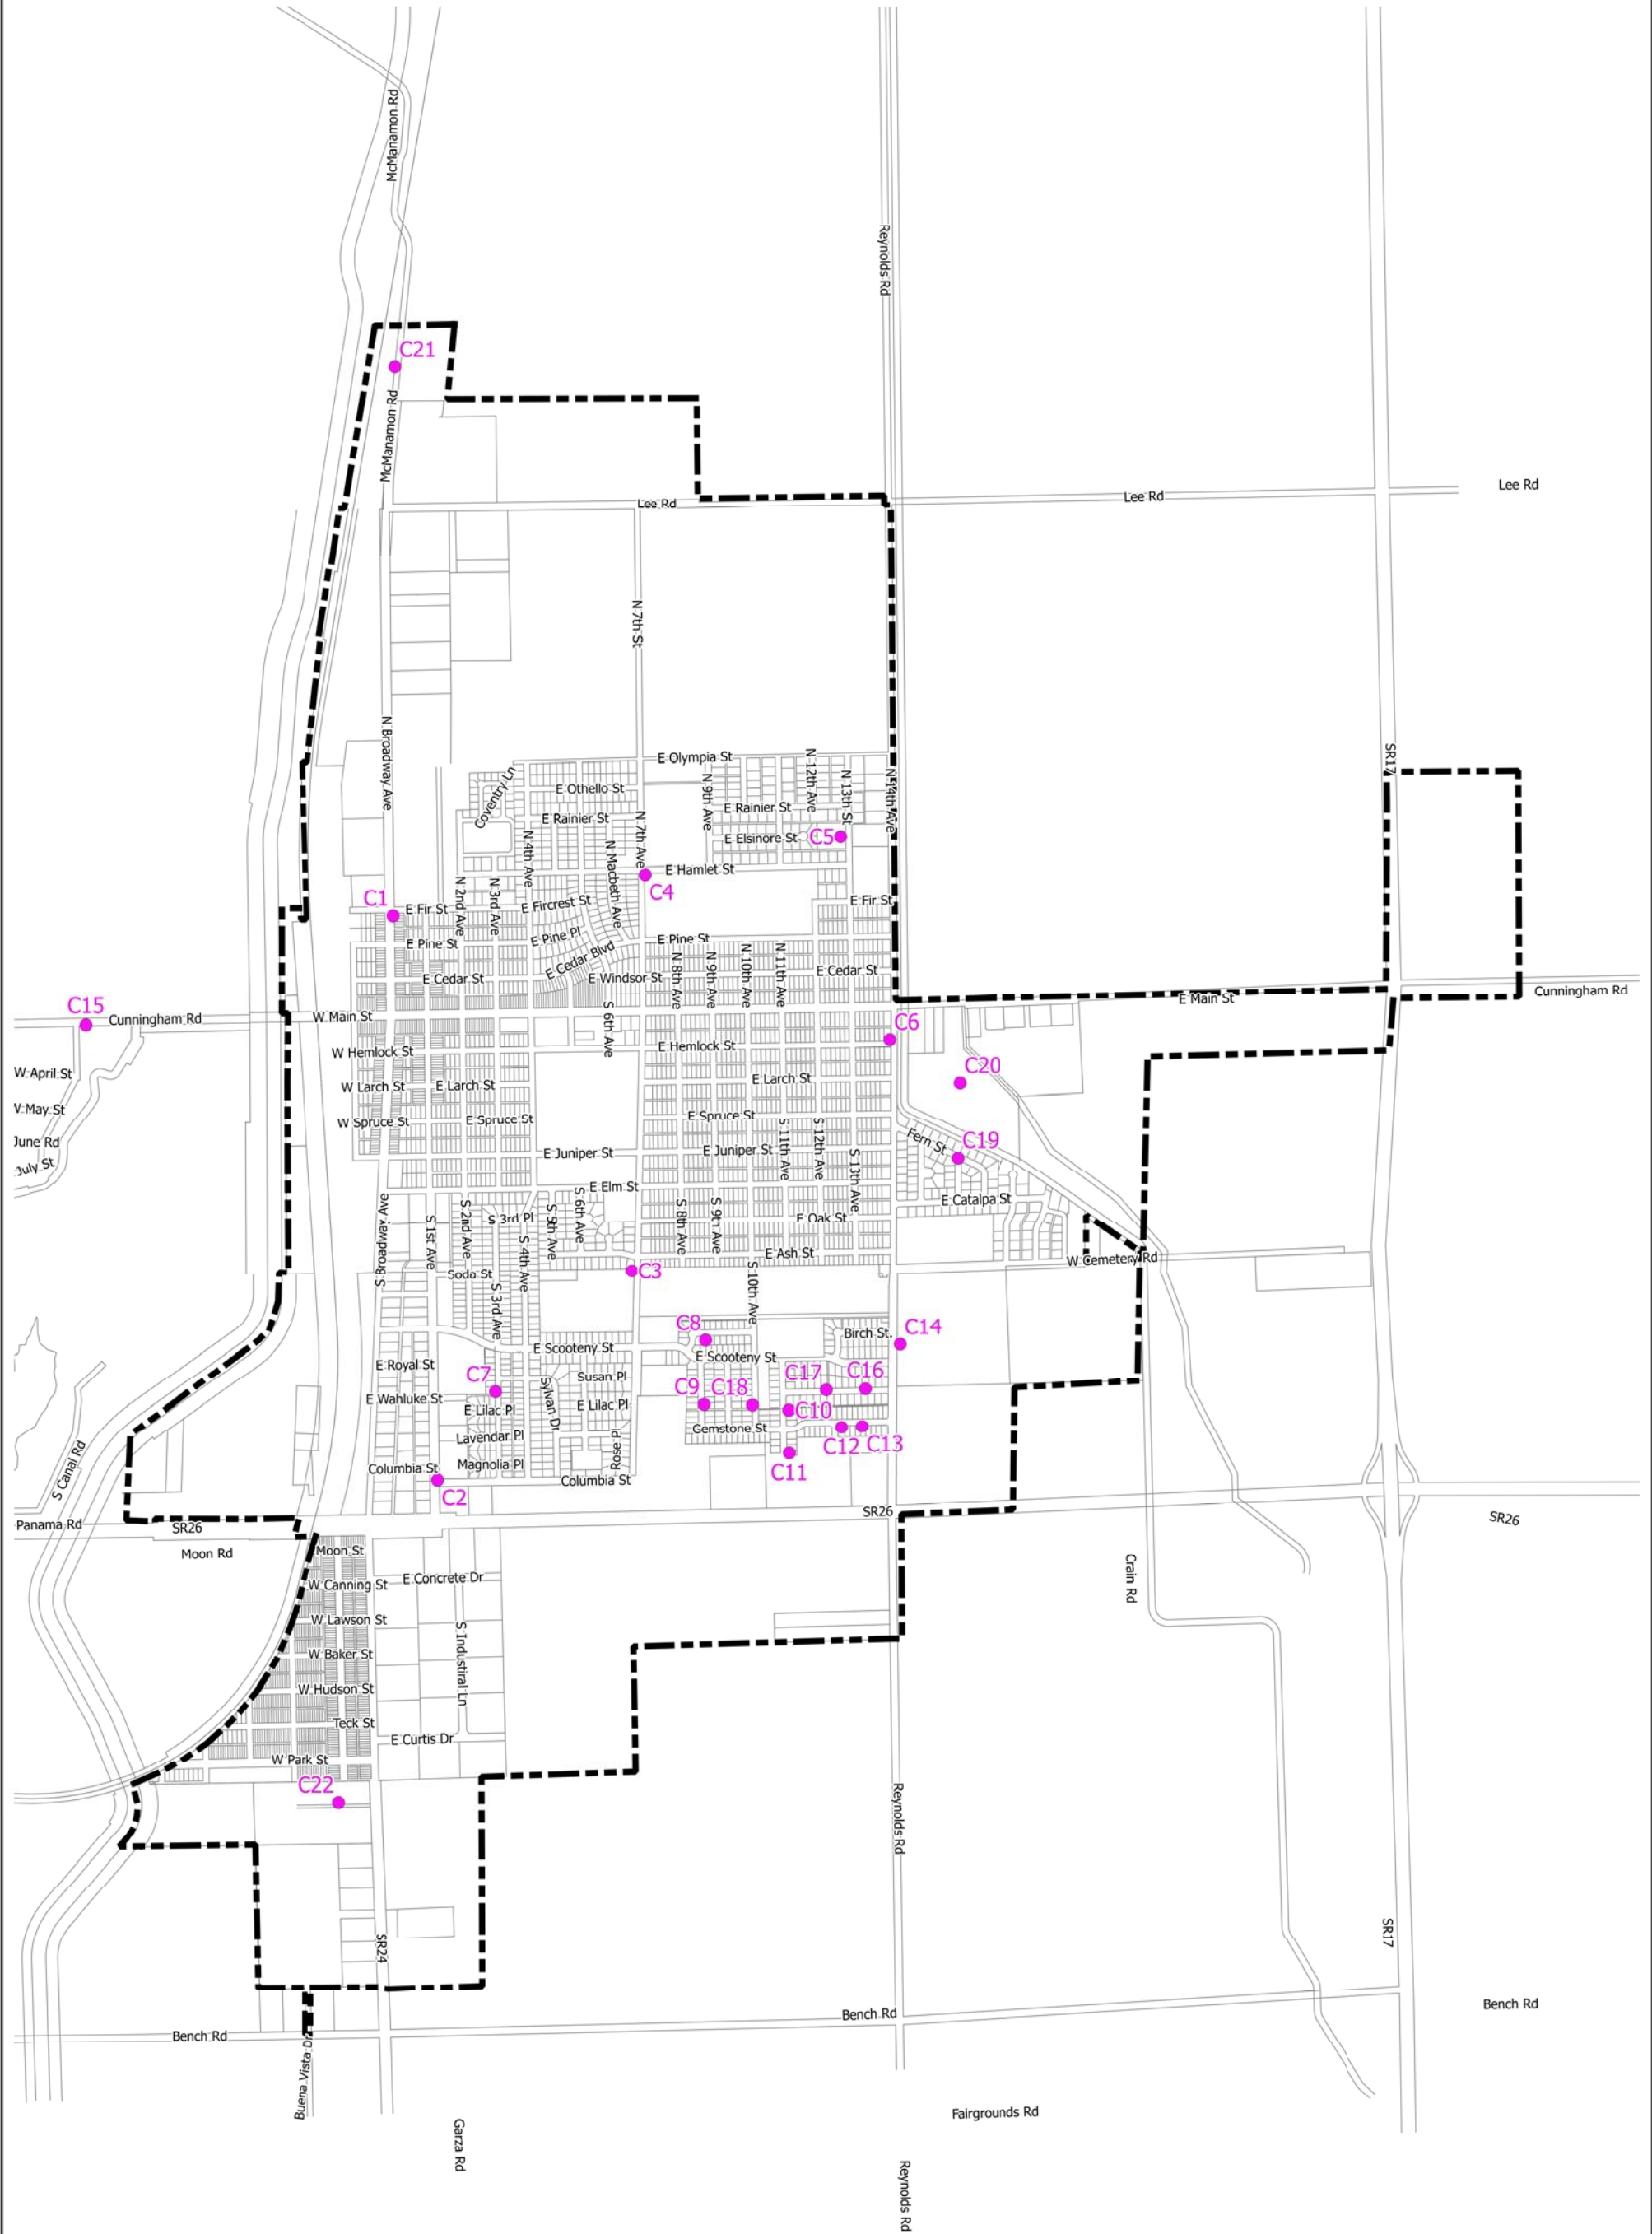 McManamon Rd
Reynolds Rd
C21
McManamon Rd
Lee Rd
Lee Rd
Lee Rd
N 7th St
N Broadway Ave
SR17
E Olympia St
Coventry Ln
E Othello St
N 9th Ave
N 12th Ave
N 13th St
N 14th Ave
E Rainier St
E Rainier St
N 4th Ave
N 7th Ave
E Elsinore St
C5
N Macbeth Ave
E Hamlet St
C4
C1
N 2nd Ave
N 3rd Ave
E Fir St
E Fircrest St
E Fir St
E Pine St
E Pine Pl
E Pine St
E Cedar Blvd
E Cedar St
E Windsor St
N 8th Ave
N 9th Ave
N 10th Ave
N 11th Ave
E Cedar St
C15
Cunningham Rd
W Main St
S 6th Ave
E Main St
Cunningham Rd
C6
W Hemlock St
E Hemlock St
C20
W April St
W Larch St
E Larch St
E Larch St
W May St
W Spruce St
E Spruce St
E Spruce St
June Rd
July St
E Juniper St
E Juniper St
S 11th Ave
S 12th Ave
S 13th Ave
Fern St
C19
E Elm St
E Catalpa St
S Broadway Ave
S 1st Ave
S 2nd Ave
S 3rd Pl
S 4th Ave
S 5th Ave
S 6th Ave
S 8th Ave
S 9th Ave
E Oak St
E Ash St
W Cemetery Rd
Soda St
C3
S 3rd Ave
S 10th Ave
C8
Birch St.
C14
E Scooteny St
E Scooteny St
E Royal St
C7
Susan Pl
C17
C16
E Wahluke St
E Lilac Pl
Sylvan Dr
E Lilac Pl
C9
C18
C10
Lavendar Pl
Gemstone St
Rose Pl
C12
C13
S Canal Rd
Columbia St
Magnolia Pl
Columbia St
C11
C2
SR26
Panama Rd
SR26
SR26
Moon Rd
Moon St
W Canning St
E Concrete Dr
Crain Rd
W Lawson St
S Industiral Ln
W Baker St
W Hudson St
Teck St
E Curtis Dr
W Park St
C22
Reynolds Rd
SR24
SR17
Bench Rd
Bench Rd
Bench Rd
Buena Vista Dr
Garza Rd
Fairgrounds Rd
Reynolds Rd